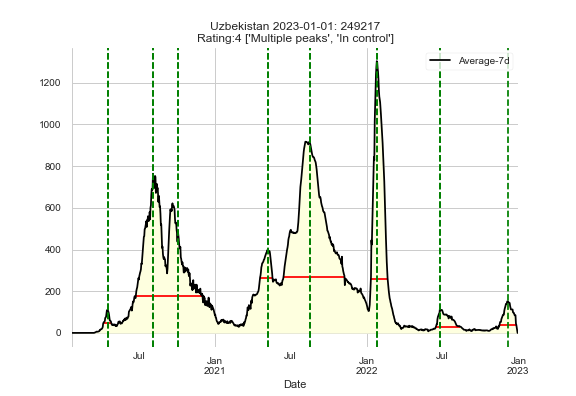 Uzbekistan 2023-01-01: 249217
Rating:4 ['Multiple peaks', 'In control']
Average-7d
1200
1000
800
600
400
200
0
Jul
Jan
2021
Jul
Jan
2022
Jul
Jan
2023
Date